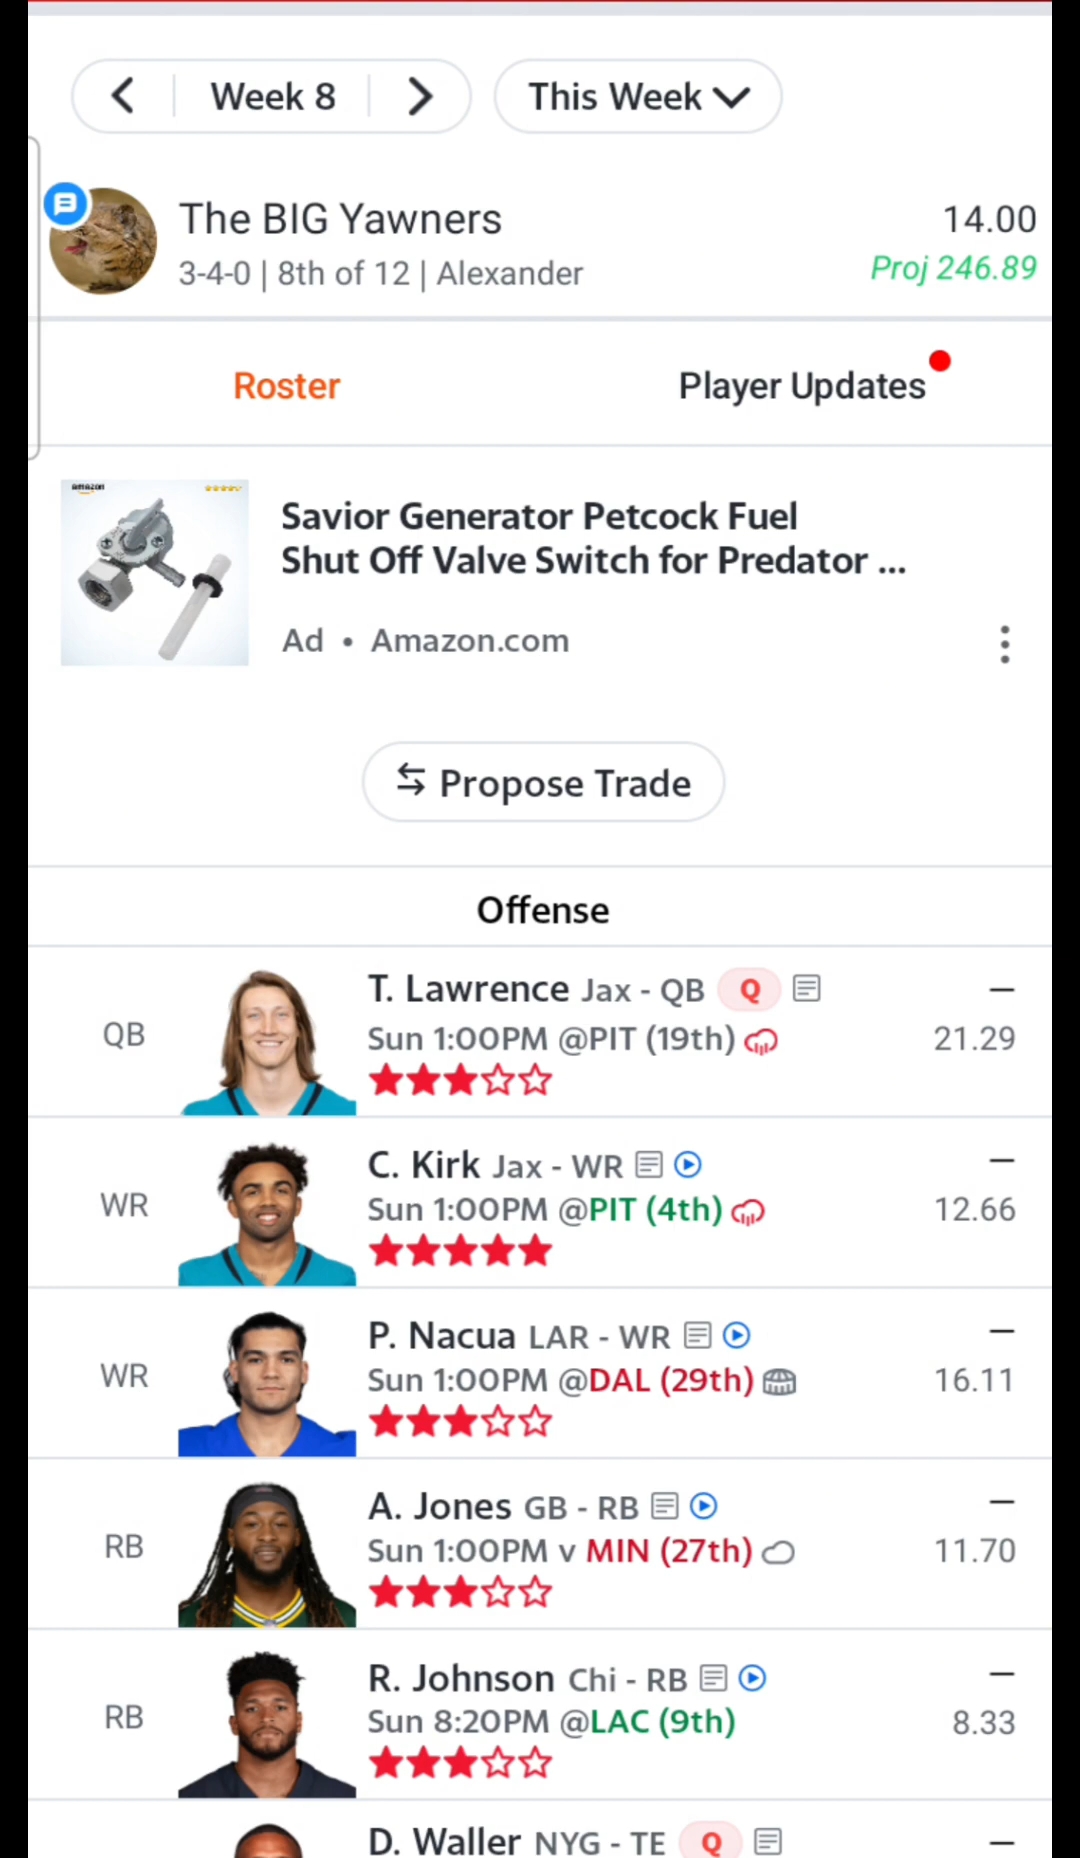 Week 8
This Week
The BIG Yawners
14.00
3-4-0 | 8th of 12 | Alexander
Proj 246.89
Roster
Player Updates
amazon
Savior Generator Petcock Fuel
Shut Off Valve Switch for Predator ...
Ad • Amazon.com
Propose Trade
Offense
T. Lawrence Jax - QB Q
–
QB
Sun 1:00PM @PIT (19th)
21.29
C. Kirk Jax - WR
–
WR
Sun 1:00PM @PIT (4th)
12.66
P. Nacua LAR - WR
–
WR
Sun 1:00PM @DAL (29th)
16.11
A. Jones GB - RB
–
RB
Sun 1:00PM v MIN (27th)
11.70
R. Johnson Chi - RB
–
RB
Sun 8:20PM @LAC (9th)
8.33
D. Waller NYG - TE Q
–